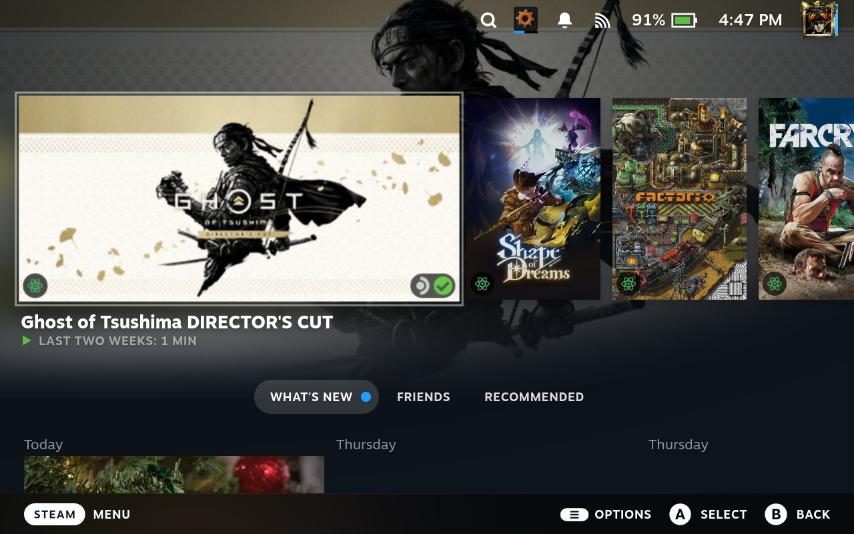 91%
4:47 PM
GHOST
OF TSUSHIMA
DIRECTOR'S CUT
Shape
of
Dreams
FACTORIO
FARCRY
Ghost of Tsushima DIRECTOR'S CUT
LAST TWO WEEKS: 1 MIN
WHAT'S NEW
FRIENDS
RECOMMENDED
Today
Thursday
Thursday
STEAM
MENU
OPTIONS
A
SELECT
B
BACK